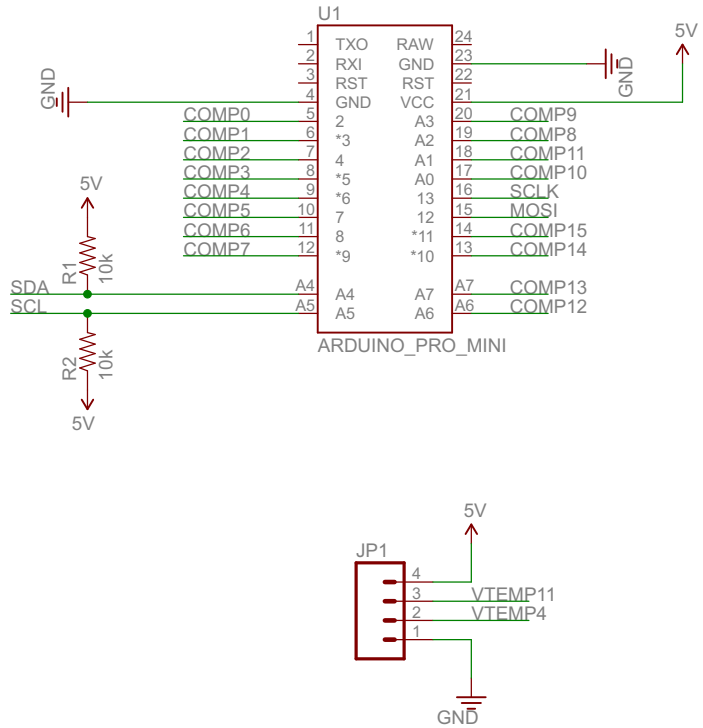 U1
5V
1 TXO RAW 24
2 RXI GND 23
3 RST RST 22
GND 4 GND VCC 21 GND
COMP0 5 2 A3 20 COMP9
COMP1 6 *3 A2 19 COMP8
COMP2 7 4 A1 18 COMP11
COMP3 8 *5 A0 17 COMP10
COMP4 9 *6 13 16 SCLK
COMP5 10 7 12 15 MOSI
COMP6 11 8 *11 14 COMP15
COMP7 12 *9 *10 13 COMP14
5V
R1 10k
SDA A4 A4 A7 A7 COMP13
SCL A5 A5 A6 A6 COMP12
ARDUINO_PRO_MINI
R2 10k
5V
5V
JP1
4
3 VTEMP11
2 VTEMP4
1
GND